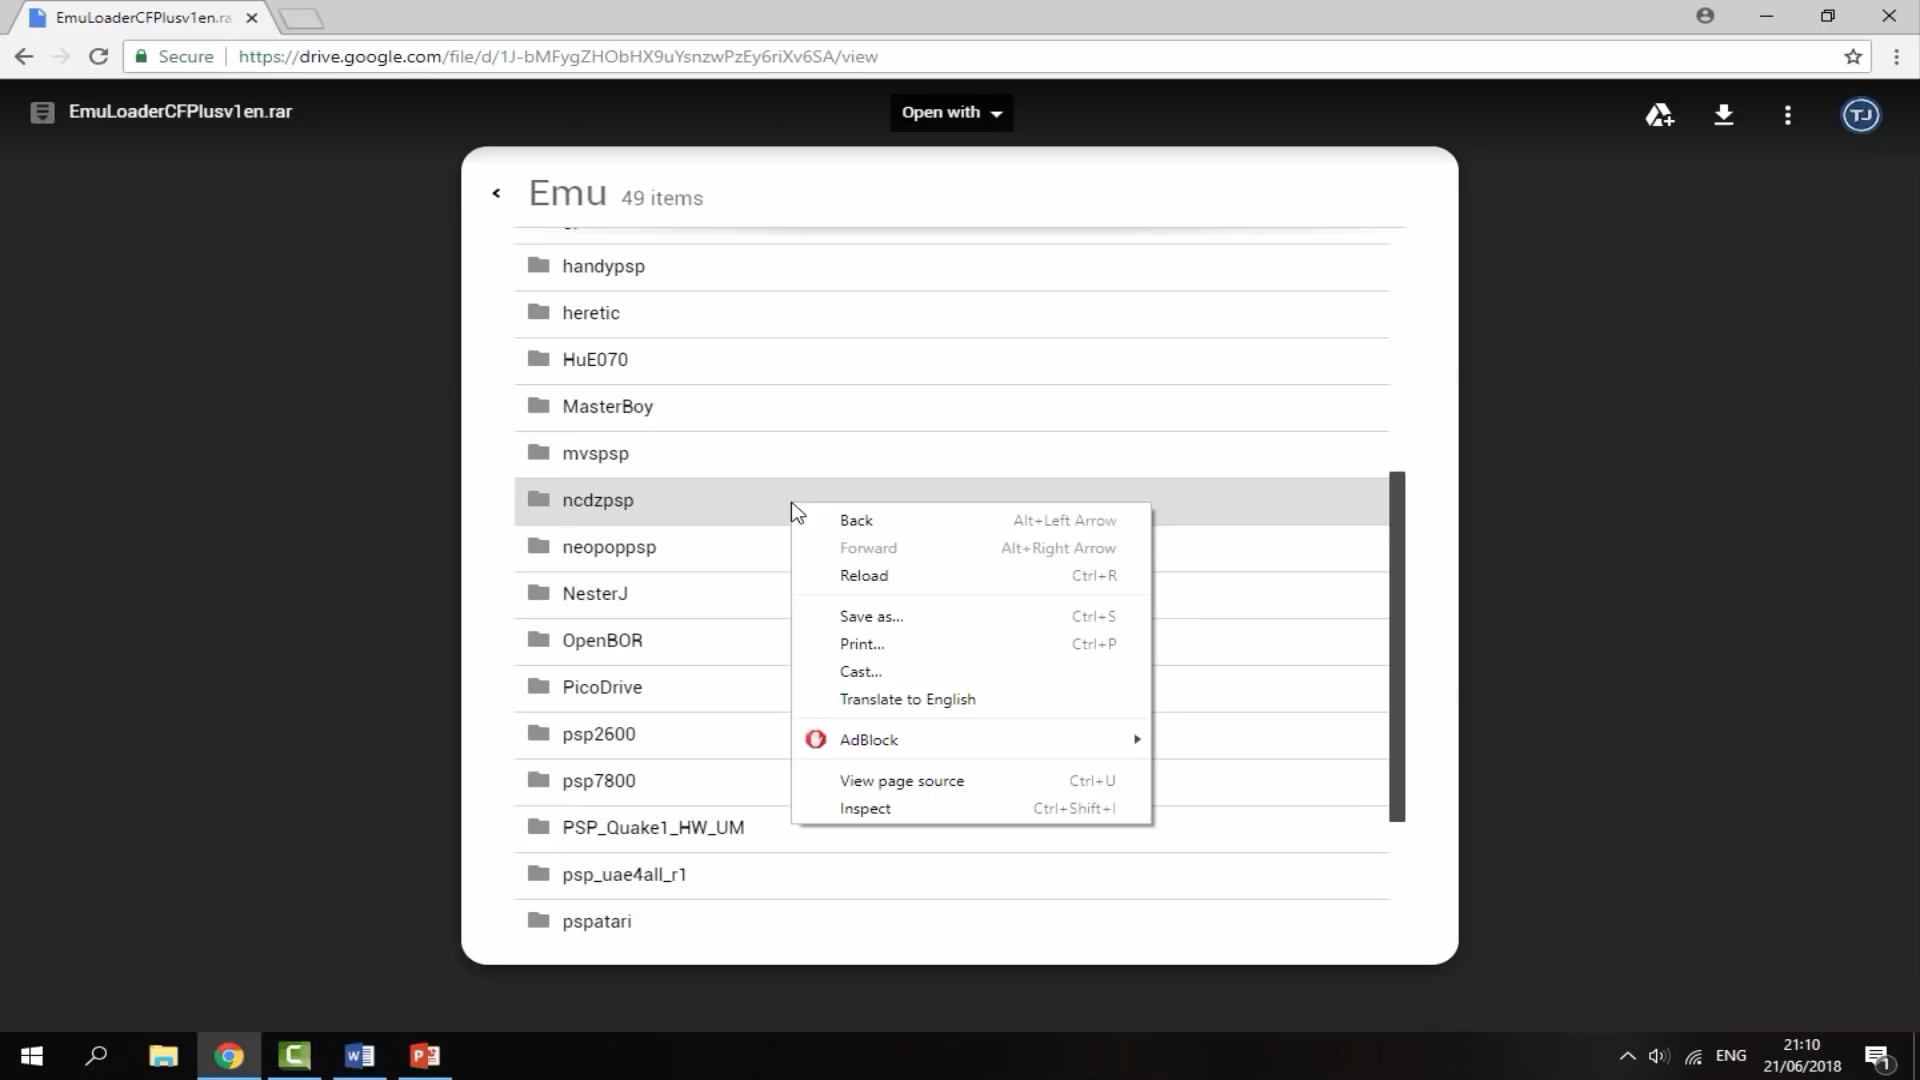 EmuLoaderCFPlusv1en.ra
Secure
https://drive.google.com/file/d/1J-bMFygZHObHX9uYsnzwPzEy6riXv6SA/view
EmuLoaderCFPlusv1en.rar
Open with
TJ
Emu 49 items
handypsp
heretic
HuE070
MasterBoy
mvspsp
ncdzpsp
neopoppsp
NesterJ
OpenBOR
PicoDrive
psp2600
psp7800
PSP_Quake1_HW_UM
psp_uae4all_r1
pspatari
Back Alt+Left Arrow
Forward Alt+Right Arrow
Reload Ctrl+R
Save as... Ctrl+S
Print... Ctrl+P
Cast...
Translate to English
AdBlock
View page source Ctrl+U
Inspect Ctrl+Shift+I
ENG
21:10
21/06/2018
1